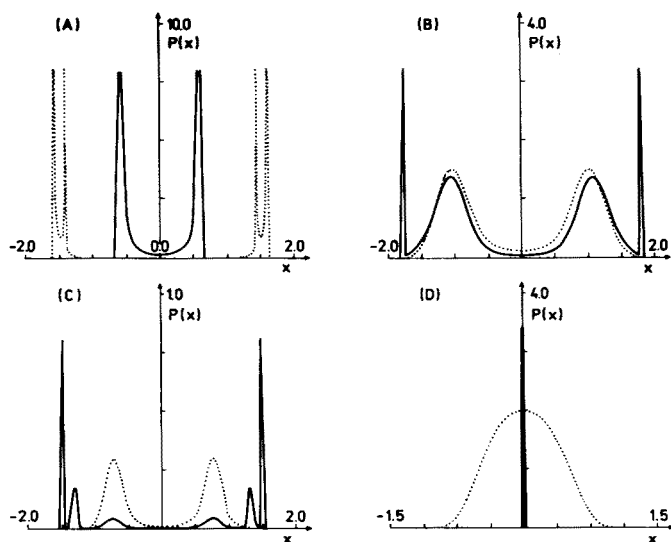 (A) 10.0
P(x)
-2.0 0.0 2.0
x
(B) 4.0
P(x)
-2.0 2.0
x
(C) 1.0
P(x)
-2.0 2.0
x
(D) 4.0
P(x)
-1.5 1.5
x